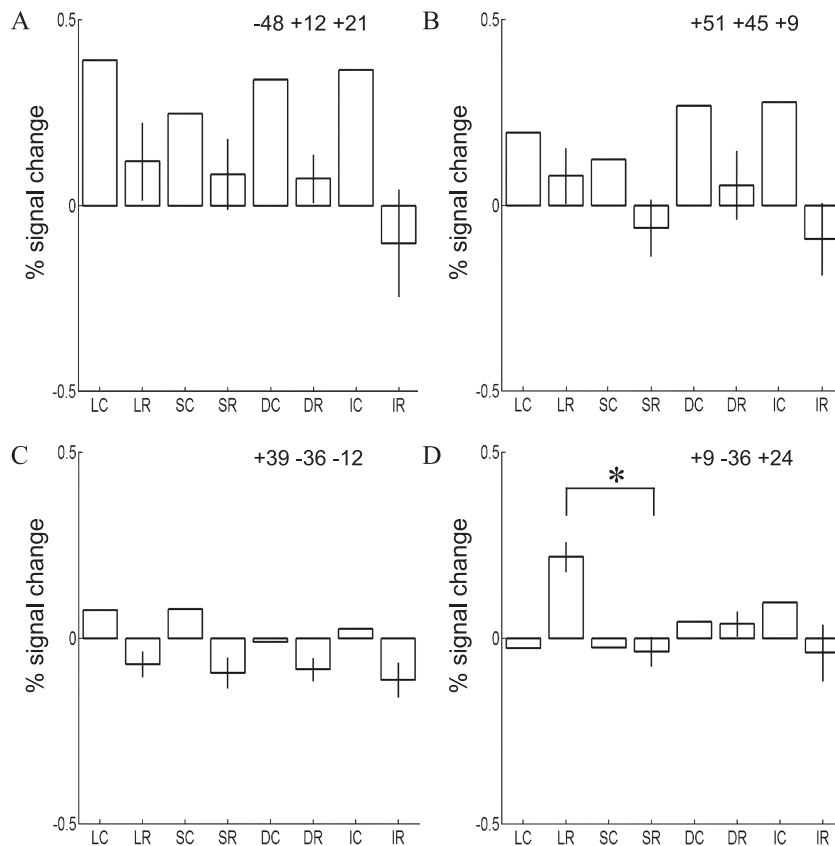 A
-48 +12 +21
0.5
% signal change
0
-0.5
LC LR SC SR DC DR IC IR
B
+51 +45 +9
0.5
% signal change
0
-0.5
LC LR SC SR DC DR IC IR
C
+39 -36 -12
0.5
% signal change
0
-0.5
LC LR SC SR DC DR IC IR
D
+9 -36 +24
0.5
*
% signal change
0
-0.5
LC LR SC SR DC DR IC IR